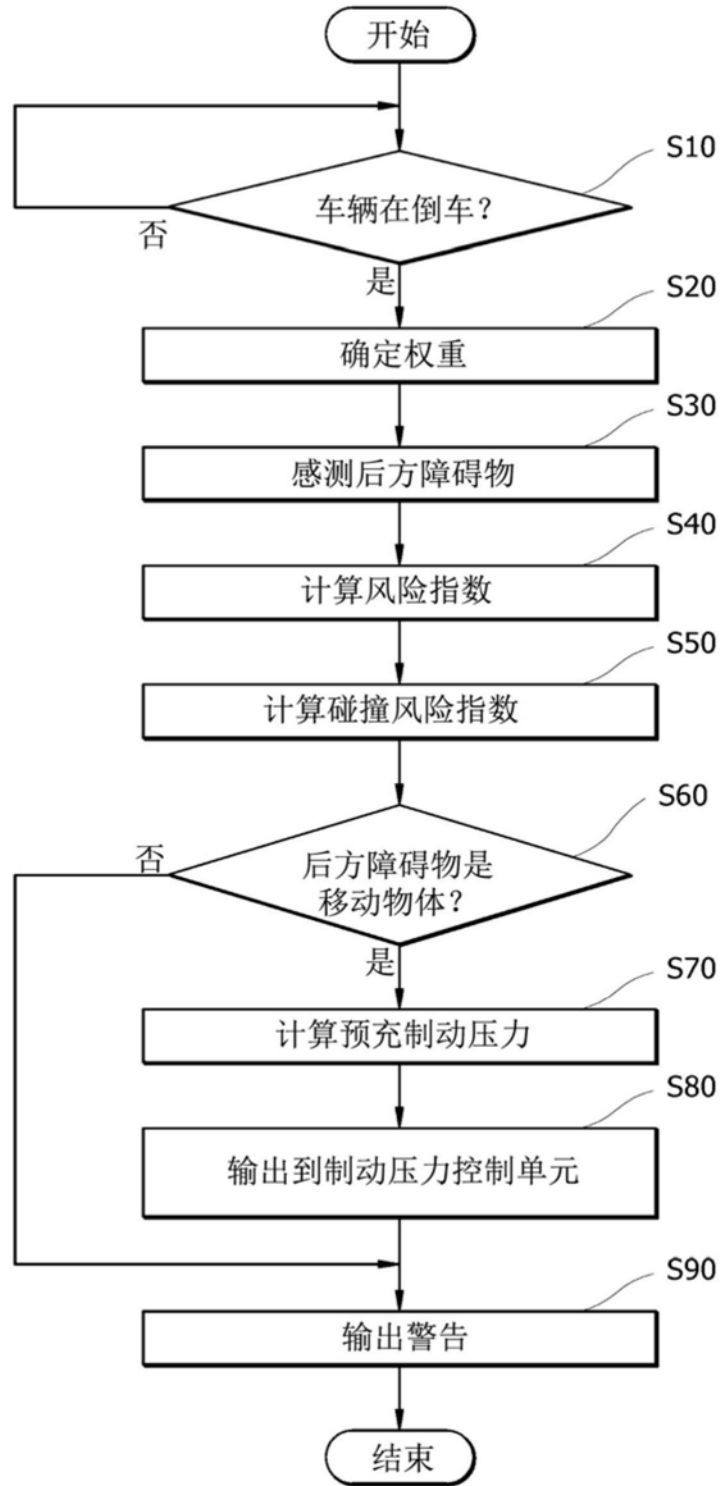 开始
S10
车辆在倒车？
否
是
S20
确定权重
S30
感测后方障碍物
S40
计算风险指数
S50
计算碰撞风险指数
S60
否
后方障碍物是
移动物体？
是
S70
计算预充制动压力
S80
输出到制动压力控制单元
S90
输出警告
结束